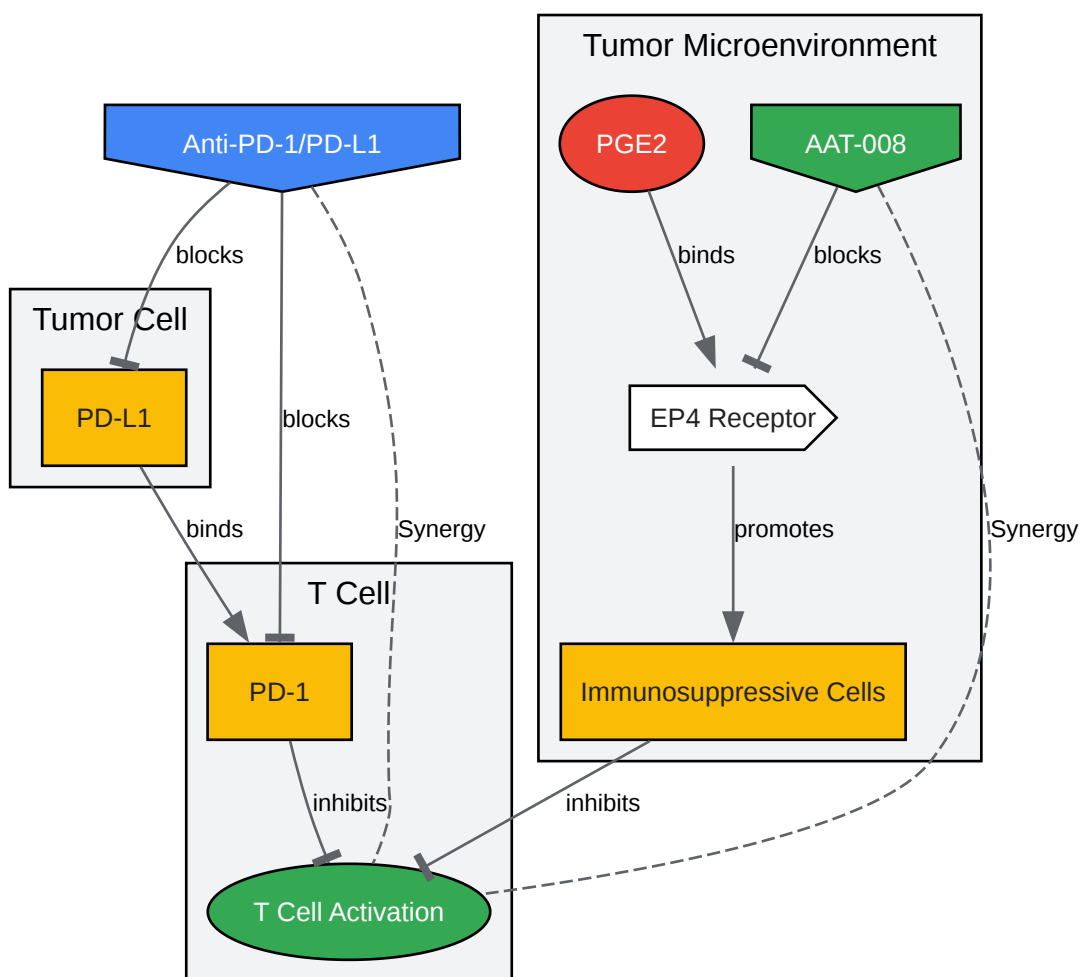 Tumor Microenvironment
Anti-PD-1/PD-L1
PGE2
AAT-008
blocks
binds
blocks
Tumor Cell
PD-L1
blocks
EP4 Receptor
binds
Synergy
promotes
Synergy
T Cell
PD-1
Immunosuppressive Cells
inhibits
inhibits
T Cell Activation